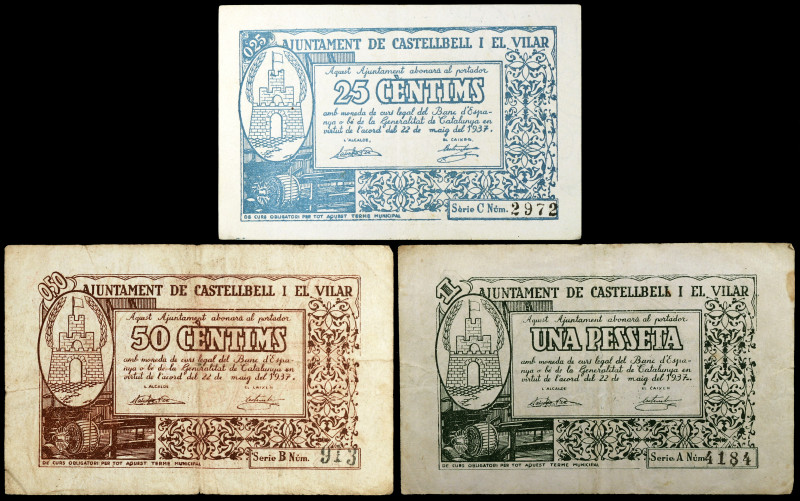 0,25
AJUNTAMENT DE CASTELLBELL I EL VILAR
Aquest Ajuntament abonarà al portador
25 CÈNTIMS
amb moneda de curs legal del Banc d'Espa-
nya o bé de la Generalitat de Catalunya en
virtut de l'acord del 22 de maig del 1937.
L'ALCALDE EL CAIXER
DE CURS OBLIGATORI PER TOT AQUEST TERME MUNICIPAL
Sèrie C Núm. 2972
0,50
AJUNTAMENT DE CASTELLBELL I EL VILAR
Aquest Ajuntament abonarà al portador
50 CÈNTIMS
amb moneda de curs legal del Banc d'Espa-
nya o bé de la Generalitat de Catalunya en
virtut de l'acord del 22 de maig del 1937.
L'ALCALDE EL CAIXER
DE CURS OBLIGATORI PER TOT AQUEST TERME MUNICIPAL
Serie B Núm. 913
1
AJUNTAMENT DE CASTELLBELL I EL VILAR
Aquest Ajuntament abonarà al portador
UNA PESSETA
amb moneda de curs legal del Banc d'Espa-
nya o bé de la Generalitat de Catalunya en
virtut de l'acord del 22 de maig del 1937.
L'ALCALDE EL CAIXER
DE CURS OBLIGATORI PER TOT AQUEST TERME MUNICIPAL
Serie A Núm. 4184